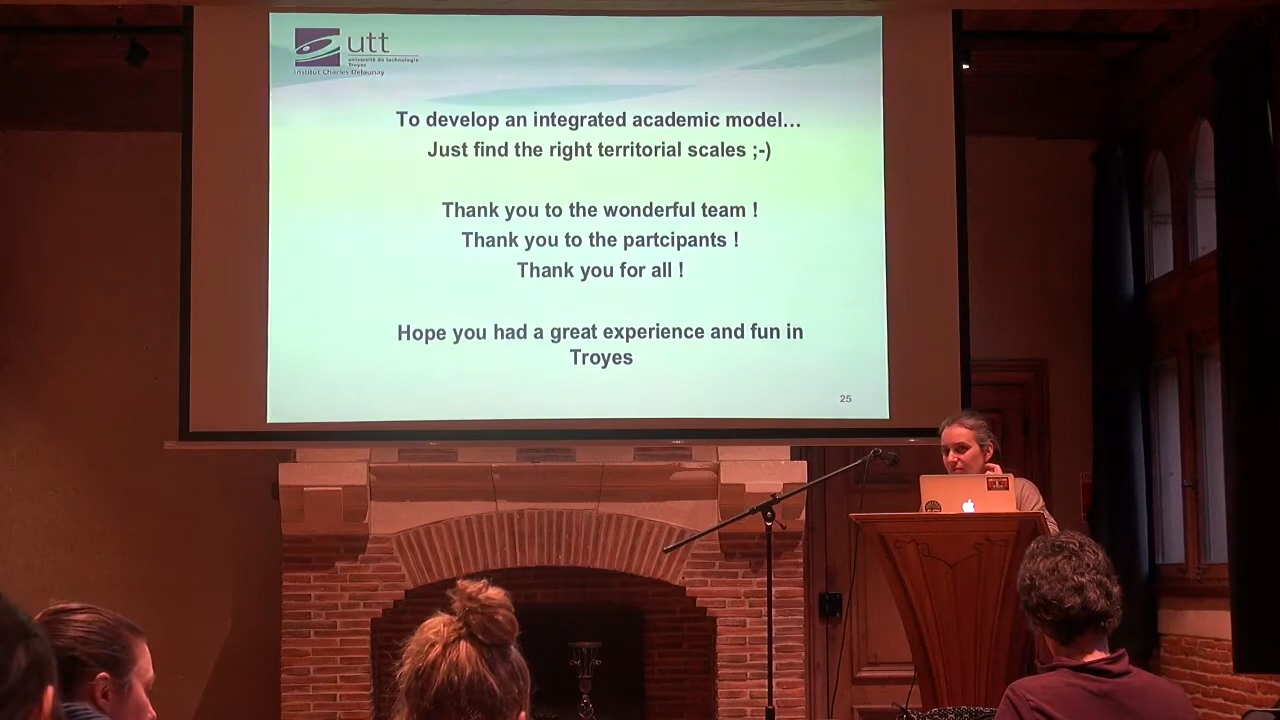 utt
université de technologie
Troyes
Institut Charles Delaunay
To develop an integrated academic model...
Just find the right territorial scales ;-)
Thank you to the wonderful team !
Thank you to the partcipants !
Thank you for all !
Hope you had a great experience and fun in
Troyes
25